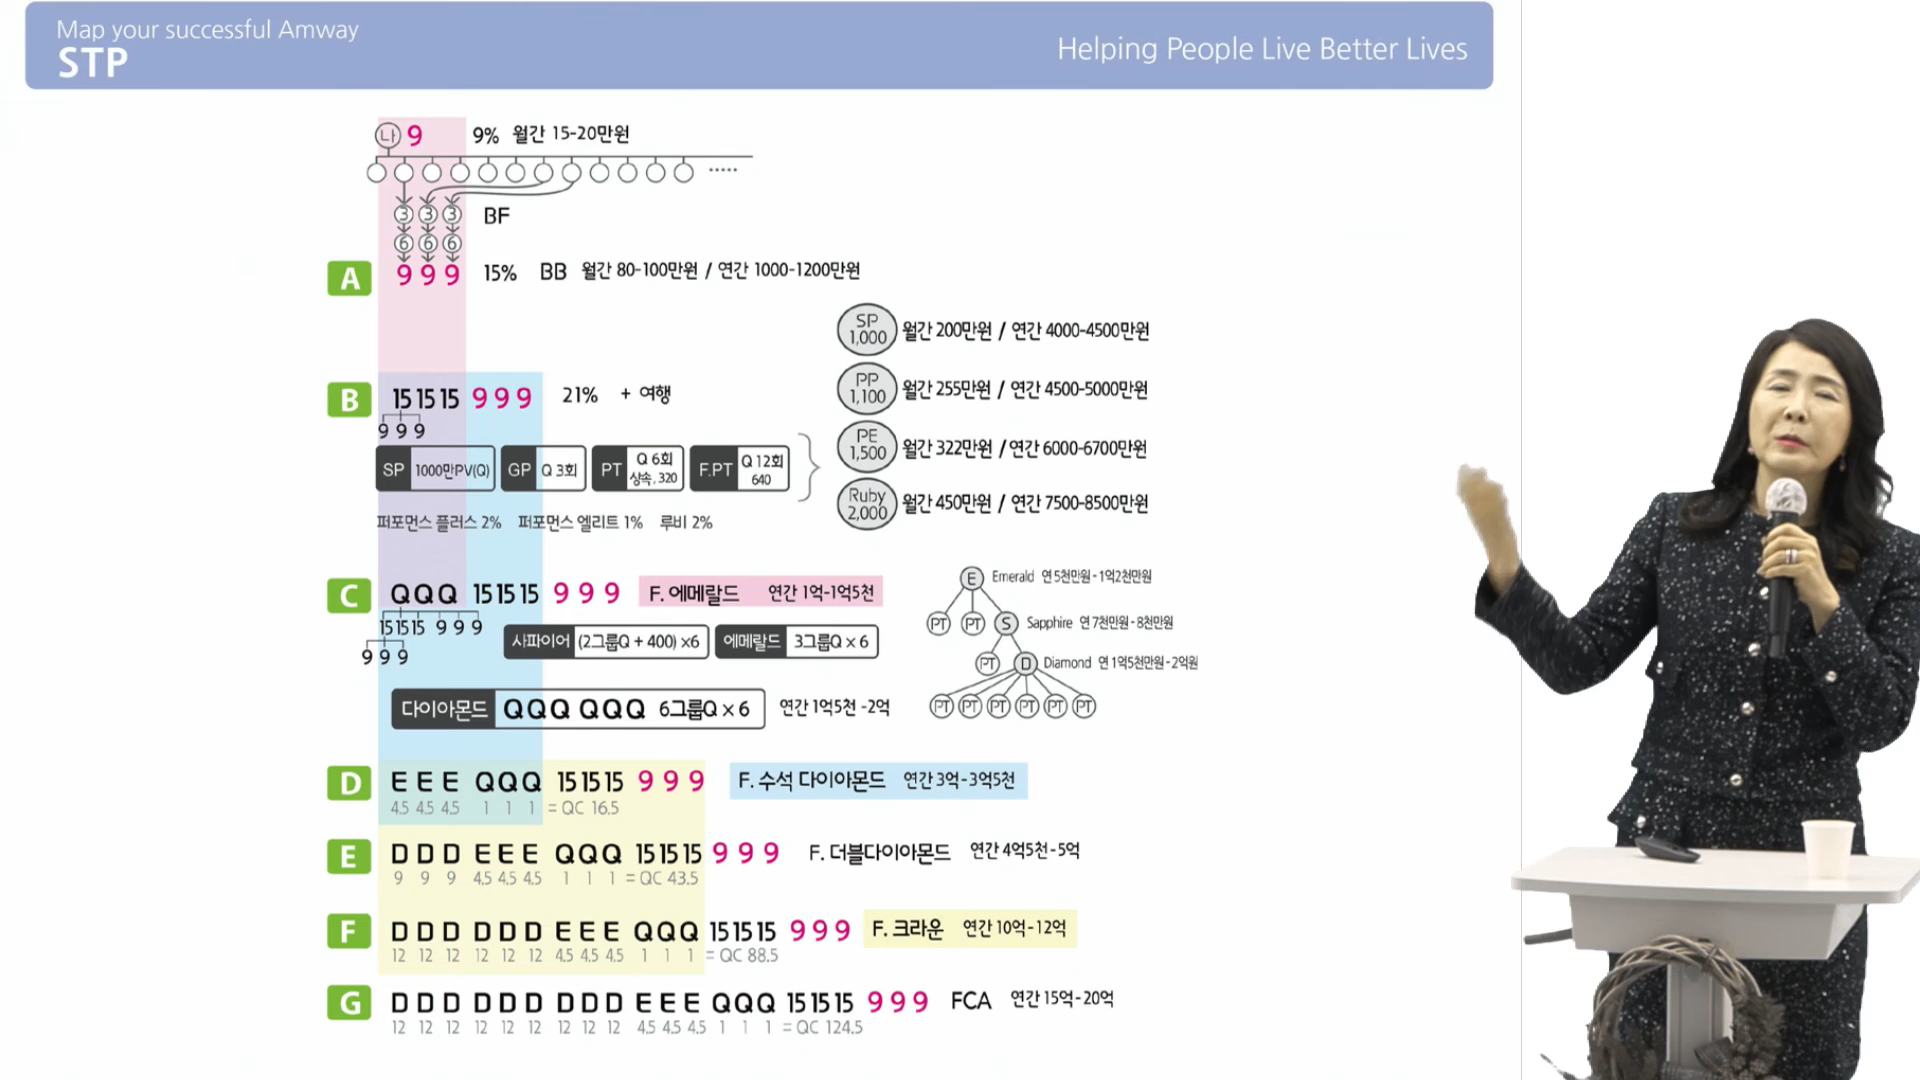 Map your successful Amway
STP
Helping People Live Better Lives
나 9 9% 월간 15-20만원
.....
3 3 3 BF
6 6 6
A 9 9 9 15% BB 월간 80-100만원 / 연간 1000-1200만원
SP 1,000 월간 200만원 / 연간 4000-4500만원
PP 1,100 월간 255만원 / 연간 4500-5000만원
PE 1,500 월간 322만원 / 연간 6000-6700만원
Ruby 2,000 월간 450만원 / 연간 7500-8500만원
B 15 15 15 9 9 9 21% + 여행
9 9 9
SP 1000만PV(Q) GP Q 3회 PT Q 6회 상속, 320 F.PT Q 12회 640
퍼포먼스 플러스 2% 퍼포먼스 엘리트 1% 루비 2%
C Q Q Q 15 15 15 9 9 9 F. 에메랄드 연간 1억-1억5천
15 15 15 9 9 9
9 9 9
사파이어 (2그룹Q + 400) ×6 에메랄드 3그룹Q × 6
다이아몬드 Q Q Q Q Q Q 6그룹Q × 6 연간 1억5천 -2억
E Emerald 연 5천만원 - 1억2천만원
PT PT S Sapphire 연 7천만원 - 8천만원
PT D Diamond 연 1억5천만원 - 2억원
PT PT PT PT PT PT
D E E E Q Q Q 15 15 15 9 9 9 F. 수석 다이아몬드 연간 3억-3억5천
4.5 4.5 4.5 1 1 1 = QC 16.5
E D D D E E E Q Q Q 15 15 15 9 9 9 F. 더블다이아몬드 연간 4억5천-5억
9 9 9 4.5 4.5 4.5 1 1 1 = QC 43.5
F D D D D D D E E E Q Q Q 15 15 15 9 9 9 F. 크라운 연간 10억-12억
12 12 12 12 12 12 4.5 4.5 4.5 1 1 1 = QC 88.5
G D D D D D D D D D E E E Q Q Q 15 15 15 9 9 9 FCA 연간 15억-20억
12 12 12 12 12 12 12 12 12 4.5 4.5 4.5 1 1 1 = QC 124.5